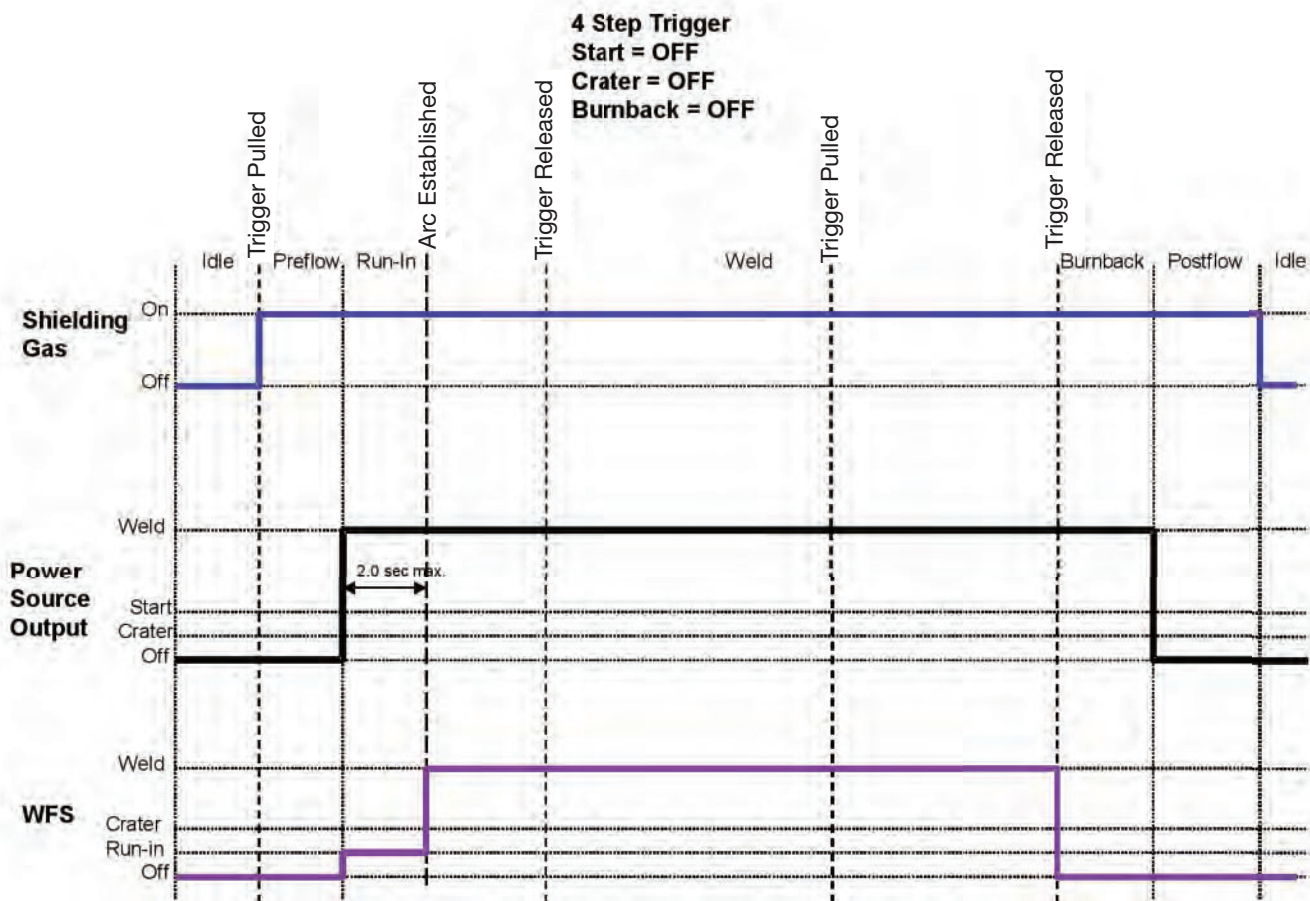 4 Step Trigger
Start = OFF
Crater = OFF
Burnback = OFF
Trigger Pulled
Arc Established
Trigger Released
Trigger Pulled
Trigger Released
Idle
Preflow
Run-In
Weld
Burnback
Postflow
Idle
Shielding
Gas
On
Off
Power
Source
Output
Weld
2.0 sec max.
Start
Crater
Off
WFS
Weld
Crater
Run-in
Off